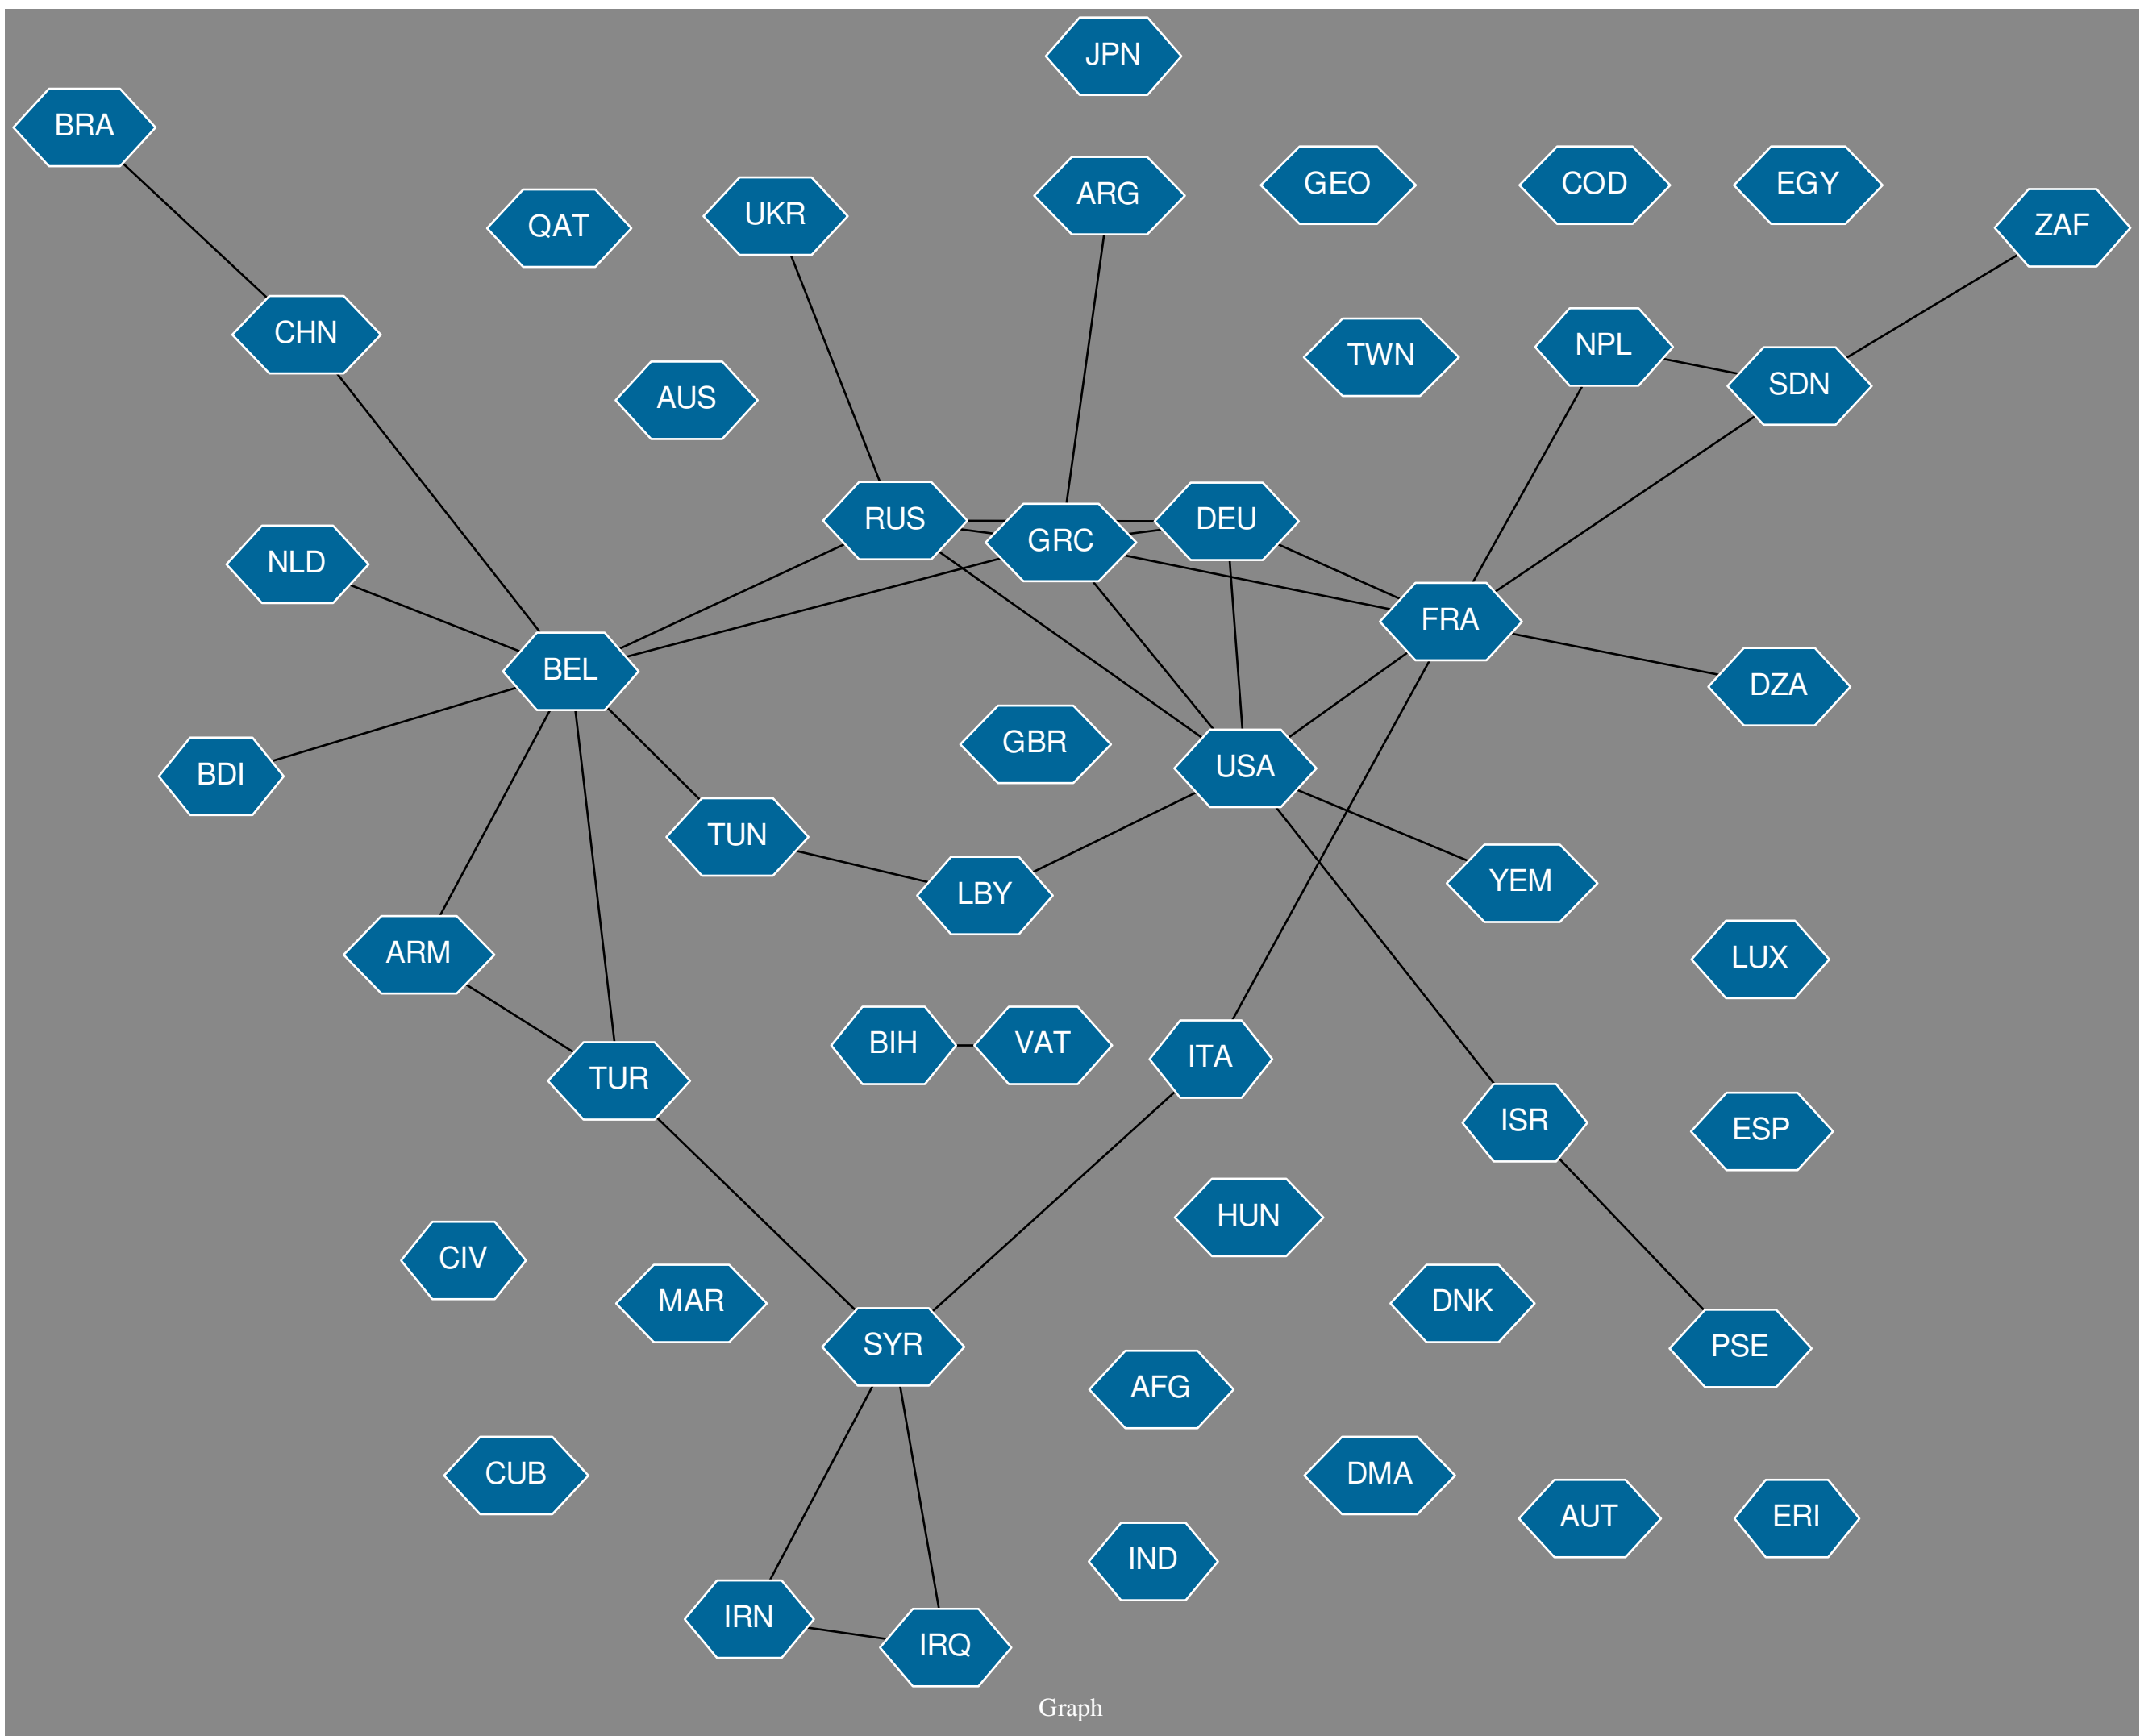 JPN
BRA
ARG
GEO
COD
EGY
QAT
UKR
ZAF
CHN
TWN
NPL
SDN
AUS
RUS
GRC
DEU
NLD
FRA
BEL
DZA
GBR
USA
BDI
TUN
LBY
YEM
ARM
LUX
BIH
VAT
ITA
TUR
ISR
ESP
HUN
CIV
MAR
DNK
SYR
PSE
AFG
CUB
DMA
AUT
ERI
IND
IRN
IRQ
Graph